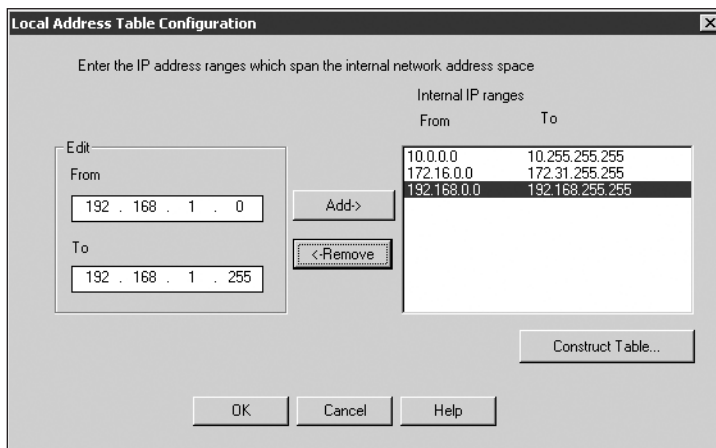 Local Address Table Configuration
Enter the IP address ranges which span the internal network address space
Internal IP ranges
From To
10.0.0.0 10.255.255.255
172.16.0.0 172.31.255.255
192.168.0.0 192.168.255.255
Edit
From
192 . 168 . 1 . 0
To
192 . 168 . 1 . 255
Add->
<-Remove
Construct Table...
OK Cancel Help